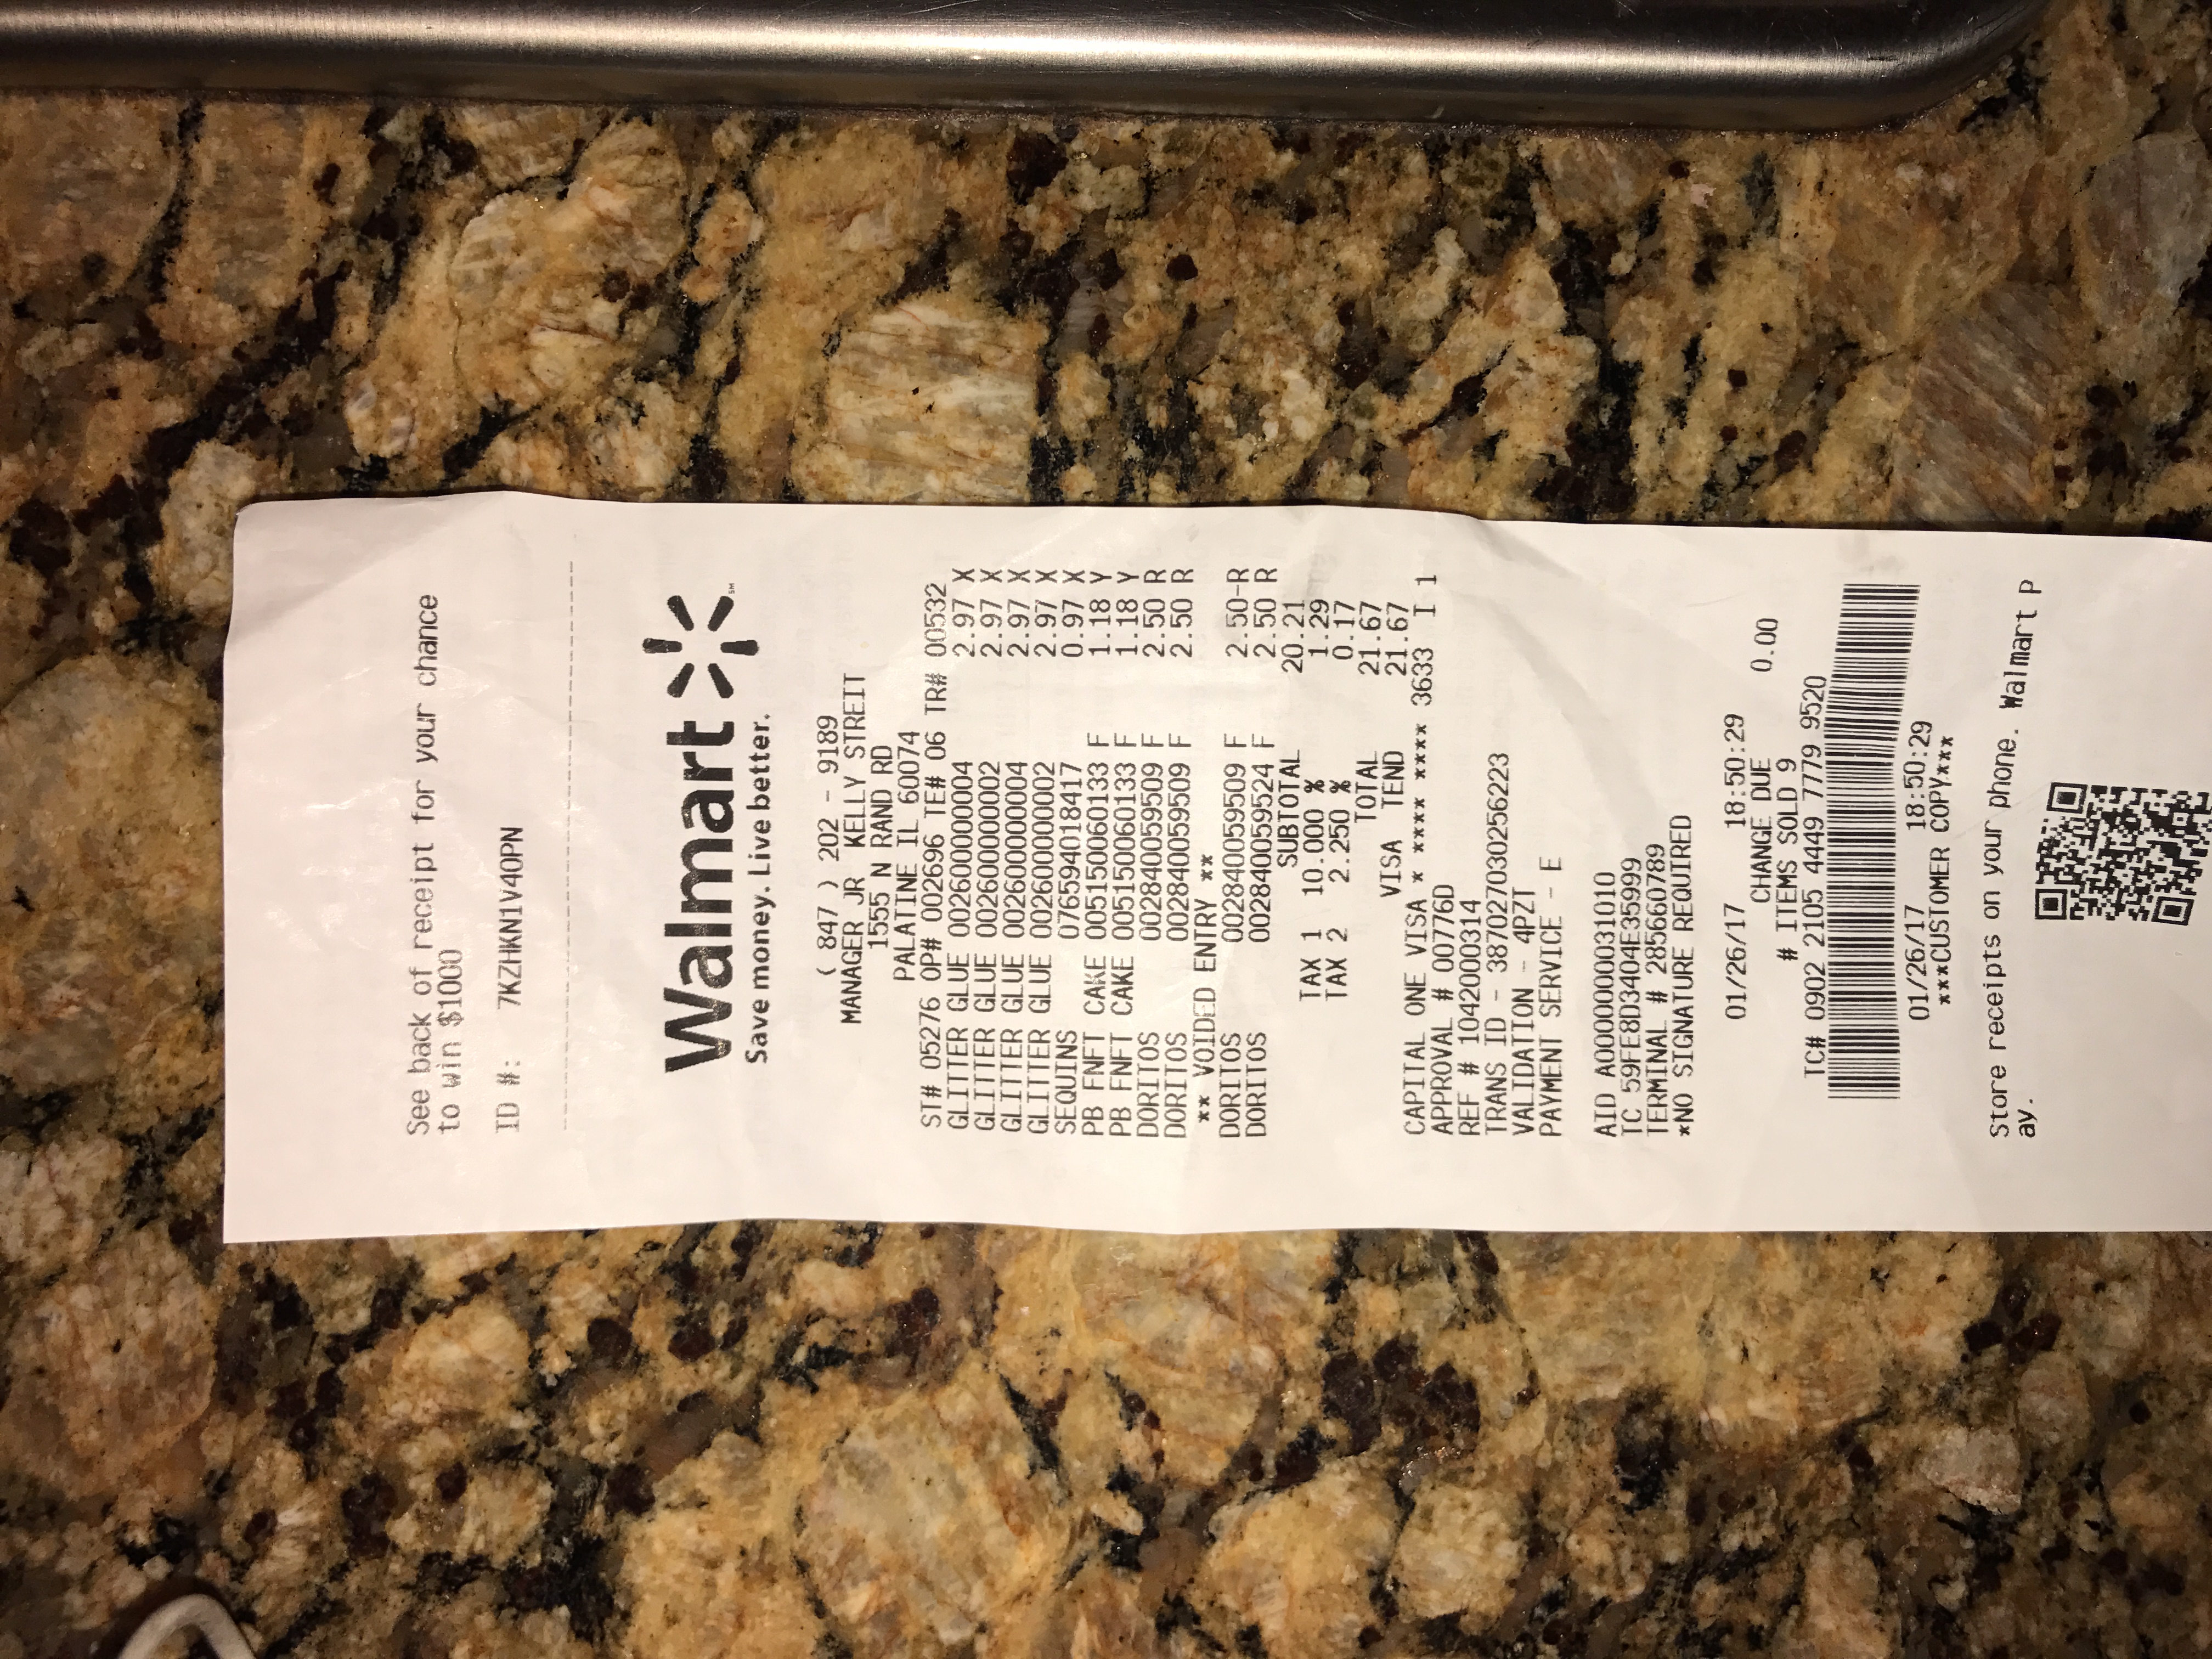 See back of receipt for your chance
to win $1000
ID #: 7KZHKN1V40PN
Walmart
SM
Save money. Live better.
( 847 ) 202 - 9189
MANAGER JR KELLY STREIT
1555 N RAND RD
PALATINE IL 60074
ST# 05276 OP# 002696 TE# 06 TR# 00532
GLITTER GLUE 002600000004 2.97 X
GLITTER GLUE 002600000002 2.97 X
GLITTER GLUE 002600000004 2.97 X
GLITTER GLUE 002600000002 2.97 X
SEQUINS 076594018417 0.97 X
PB FNFT CAKE 005150060133 F 1.18 Y
PB FNFT CAKE 005150060133 F 1.18 Y
DORITOS 002840059509 F 2.50 R
DORITOS 002840059509 F 2.50 R
** VOIDED ENTRY **
DORITOS 002840059509 F 2.50-R
DORITOS 002840059524 F 2.50 R
SUBTOTAL 20.21
TAX 1 10.000 % 1.29
TAX 2 2.250 % 0.17
TOTAL 21.67
VISA TEND 21.67
CAPITAL ONE VISA * **** **** 3633 I 1
APPROVAL # 00776D
REF # 1042000314
TRANS ID - 387027030256223
VALIDATION - 4PZT
PAYMENT SERVICE - E
AID A0000000031010
TC 59FE8D3404E35999
TERMINAL # 285660789
*NO SIGNATURE REQUIRED
01/26/17 18:50:29
CHANGE DUE 0.00
# ITEMS SOLD 9
TC# 0902 2105 4449 7779 9520
01/26/17 18:50:29
***CUSTOMER COPY***
Store receipts on your phone. Walmart P
ay.